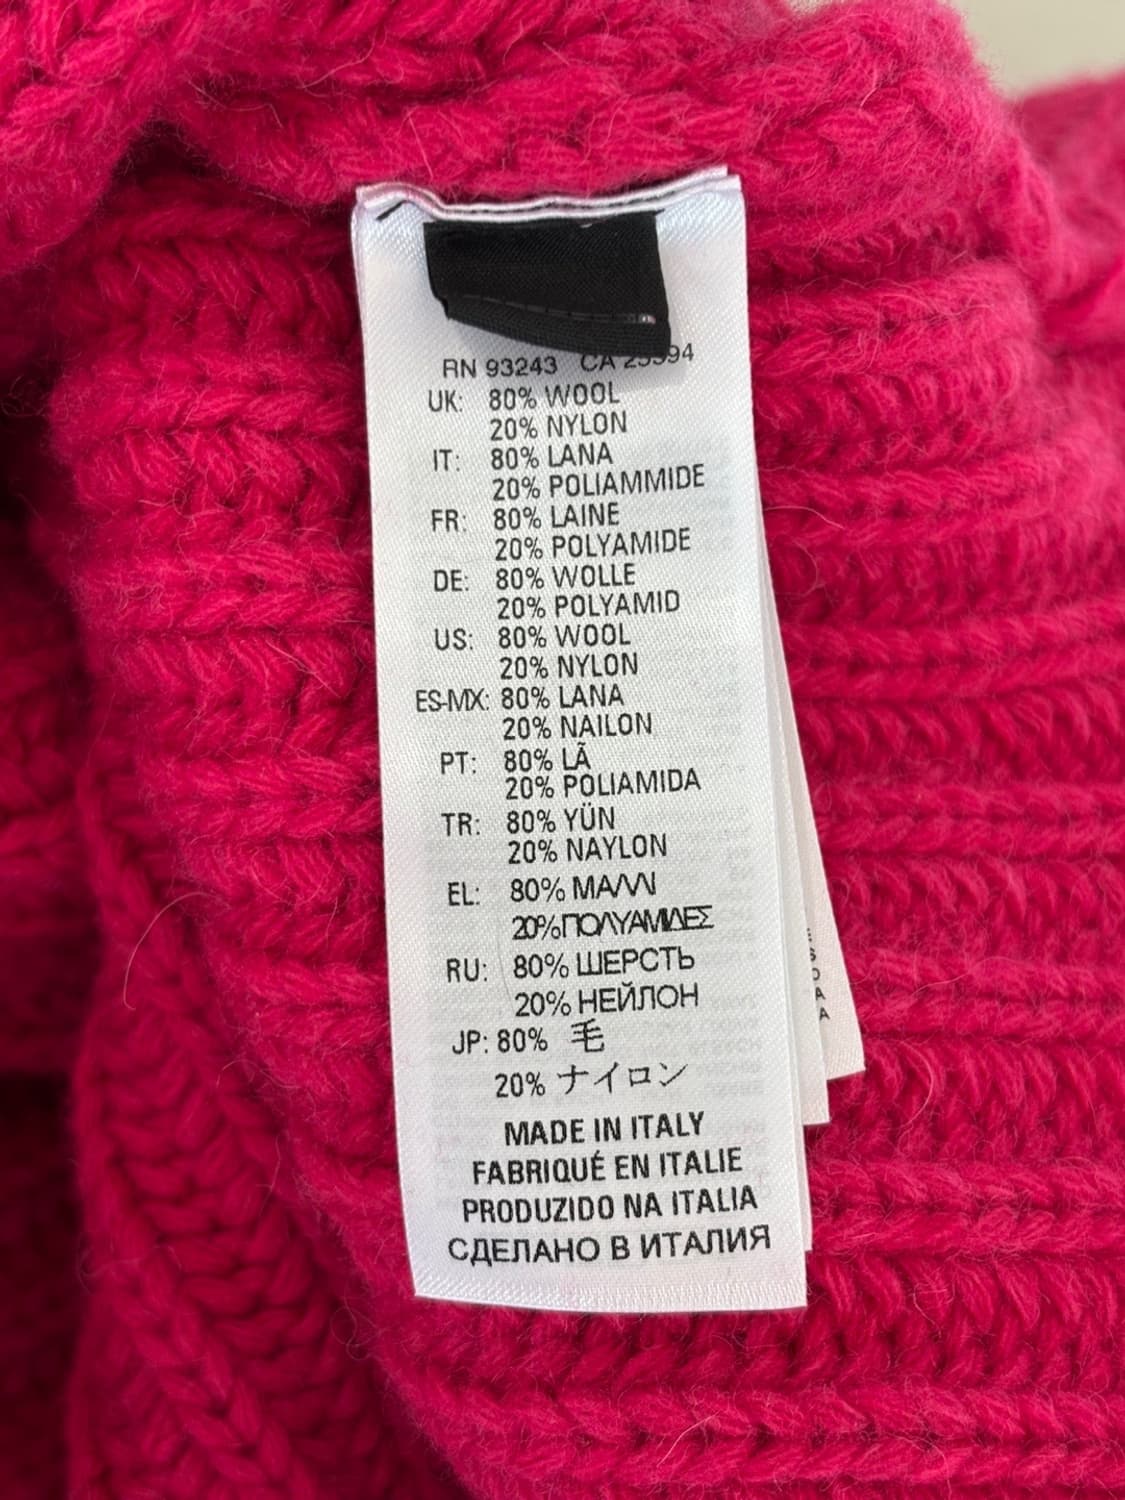 RN 93243 CA 25594
UK: 80% WOOL
20% NYLON
IT: 80% LANA
20% POLIAMMIDE
FR: 80% LAINE
20% POLYAMIDE
DE: 80% WOLLE
20% POLYAMID
US: 80% WOOL
20% NYLON
ES-MX: 80% LANA
20% NAILON
PT: 80% LÃ
20% POLIAMIDA
TR: 80% YÜN
20% NAYLON
EL: 80% ΜΑΛΛΙ
20% ΠΟΛΥΑΜΙΔΕΣ
RU: 80% ШЕРСТЬ
20% НЕЙЛОН
JP: 80% 毛
20% ナイロン
MADE IN ITALY
FABRIQUÉ EN ITALIE
PRODUZIDO NA ITALIA
СДЕЛАНО В ИТАЛИЯ